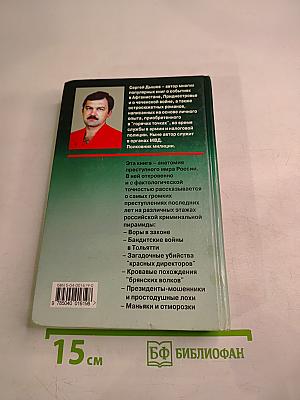 Сергей Дышев – автор многих
популярных книг о событиях
в Афганистане, Приднестровье
и о чеченской войне, а также
остросюжетных романов,
написанных на основе личного
опыта, приобретенного
в "горячих точках", во время
службы в армии и налоговой
полиции. Ныне автор служит
в органах МВД.
Полковник милиции.
Эта книга – анатомия
преступного мира России.
В ней откровенно
и с фактологической
точностью рассказывается
о самых громких
преступлениях последних
лет на различных этажах
российской криминальной
пирамиды:
– Воры в законе
– Бандитские войны
в Тольятти
– Загадочные убийства
"красных директоров"
– Кровавые похождения
"брянских волков"
– Президенты-мошенники
и простодушные лохи
– Маньяки и отморозки
15 см
БФ БИБЛИОФАН